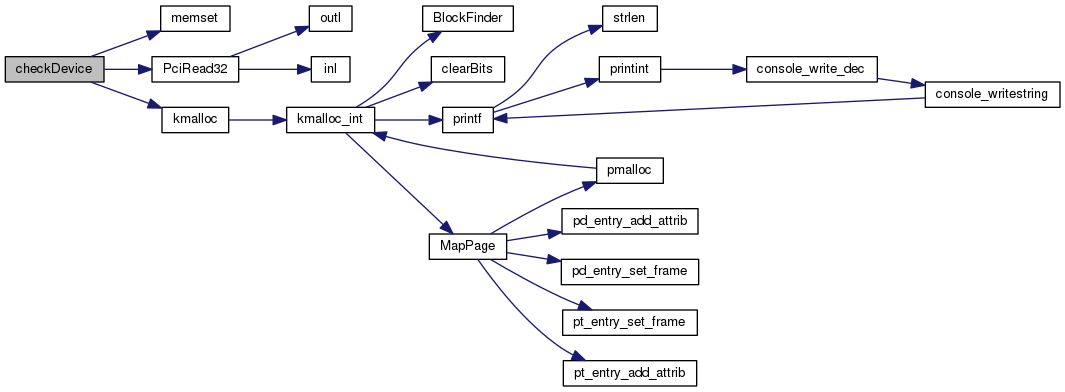 memset
outl
BlockFinder
strlen
checkDevice
PciRead32
inl
clearBits
printint
console_write_dec
console_writestring
kmalloc
kmalloc_int
printf
pmalloc
pd_entry_add_attrib
MapPage
pd_entry_set_frame
pt_entry_set_frame
pt_entry_add_attrib